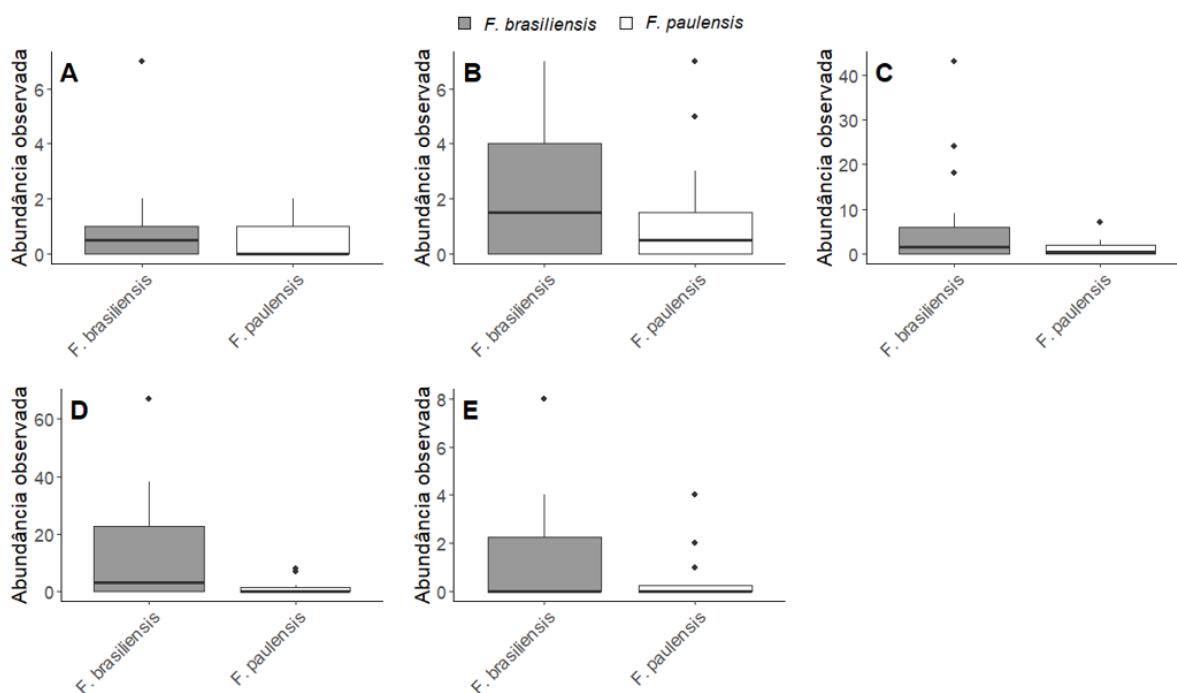 F. brasiliensis F. paulensis
A
Abundância observada
6
4
2
0
F. brasiliensis
F. paulensis
B
Abundância observada
6
4
2
0
F. brasiliensis
F. paulensis
C
Abundância observada
40
30
20
10
0
F. brasiliensis
F. paulensis
D
Abundância observada
60
40
20
0
F. brasiliensis
F. paulensis
E
Abundância observada
8
6
4
2
0
F. brasiliensis
F. paulensis